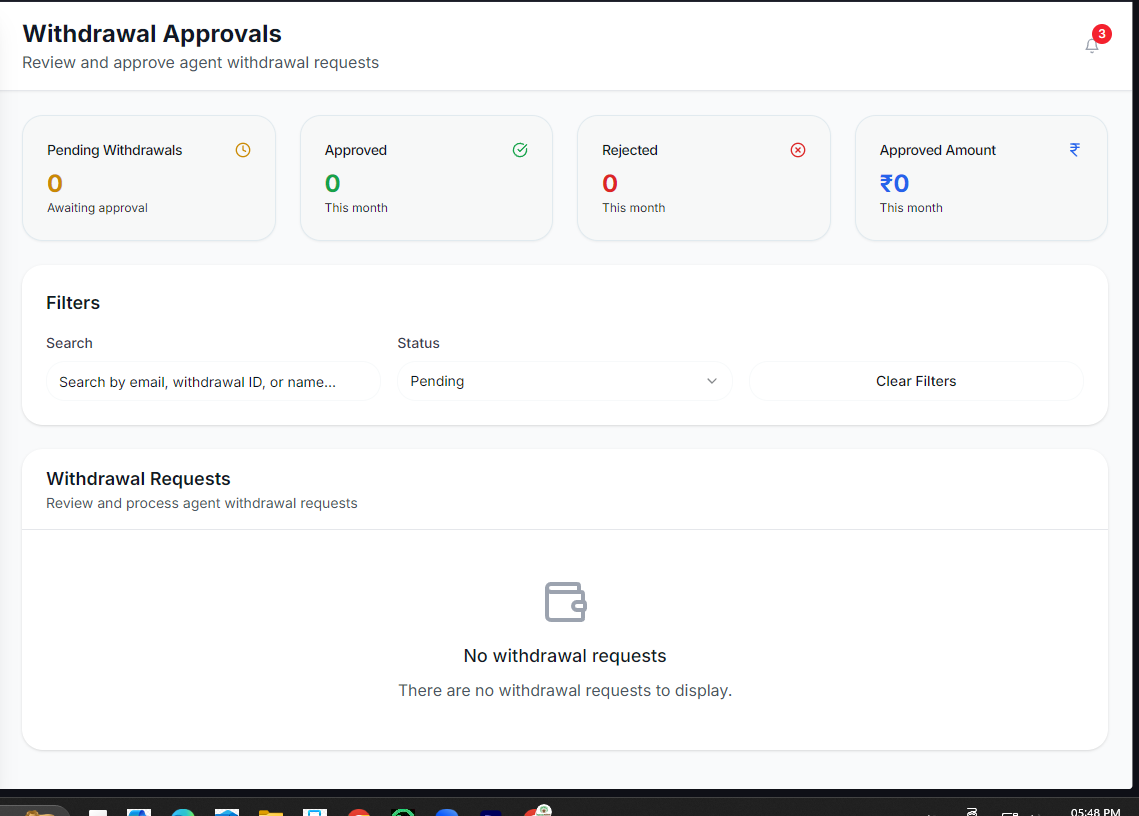 Withdrawal Approvals
Review and approve agent withdrawal requests
3
Pending Withdrawals
0
Awaiting approval
Approved
0
This month
Rejected
0
This month
Approved Amount
₹
₹0
This month
Filters
Search
Search by email, withdrawal ID, or name...
Status
Pending
Clear Filters
Withdrawal Requests
Review and process agent withdrawal requests
No withdrawal requests
There are no withdrawal requests to display.
05:48 PM